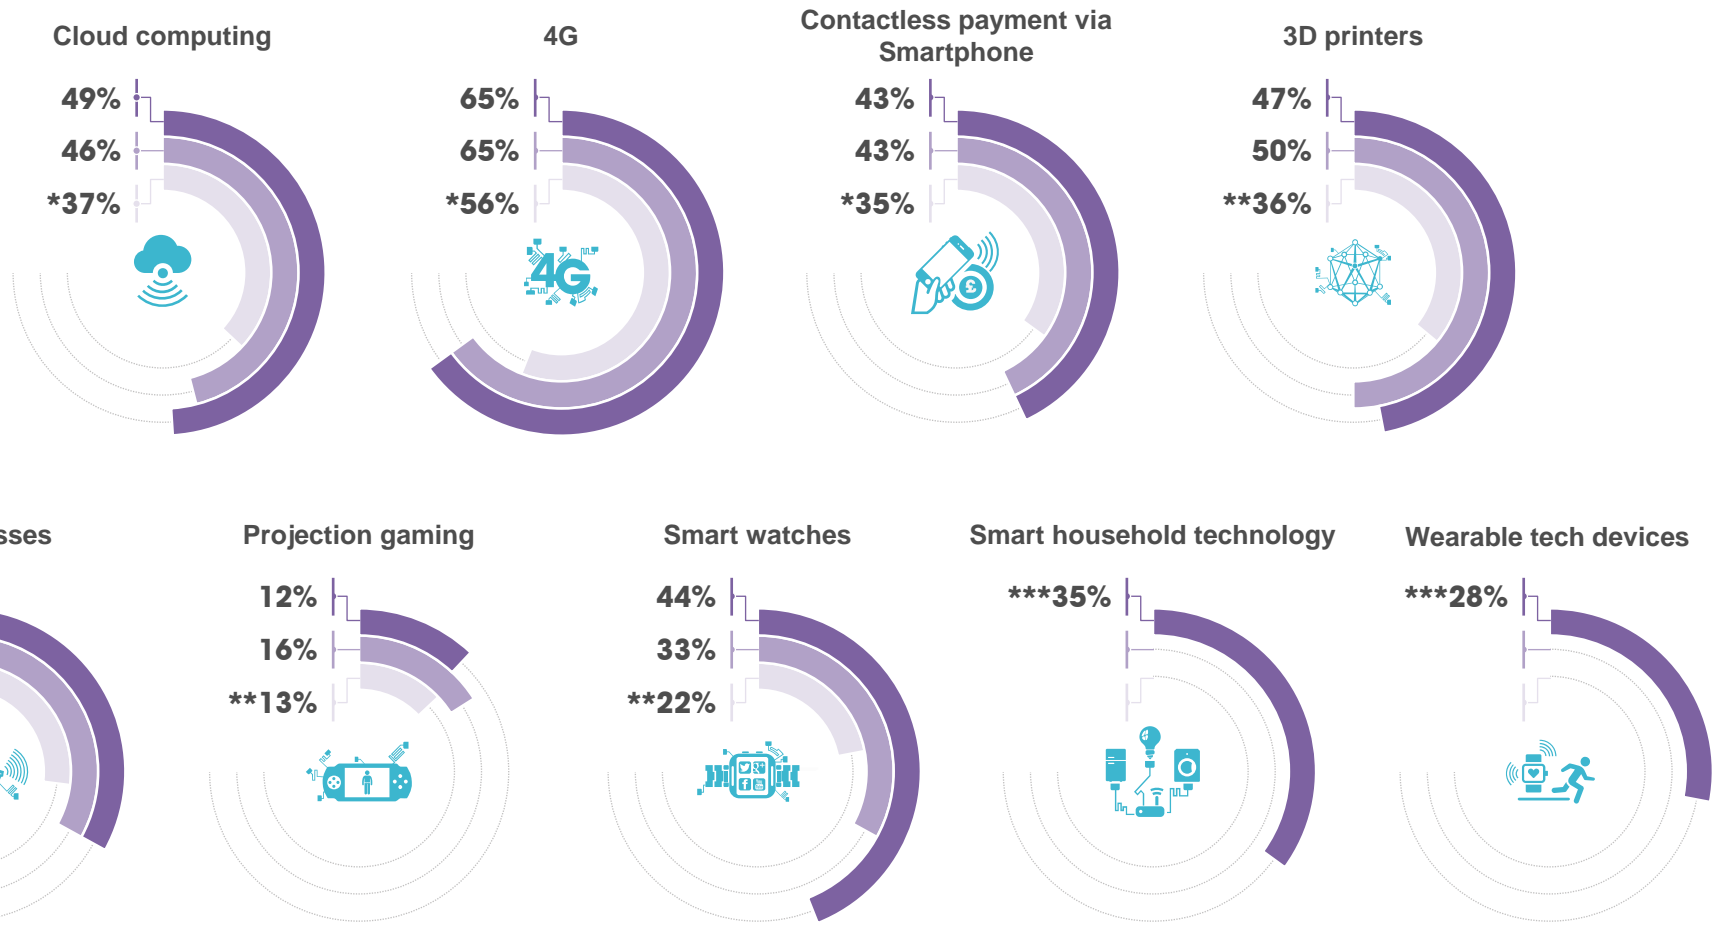 Cloud computing
49%
46%
*37%
4G
65%
65%
*56%
4G
Contactless payment via
Smartphone
43%
43%
*35%
£
3D printers
47%
50%
**36%
sses
Projection gaming
12%
16%
**13%
Smart watches
44%
33%
**22%
Smart household technology
***35%
Wearable tech devices
***28%